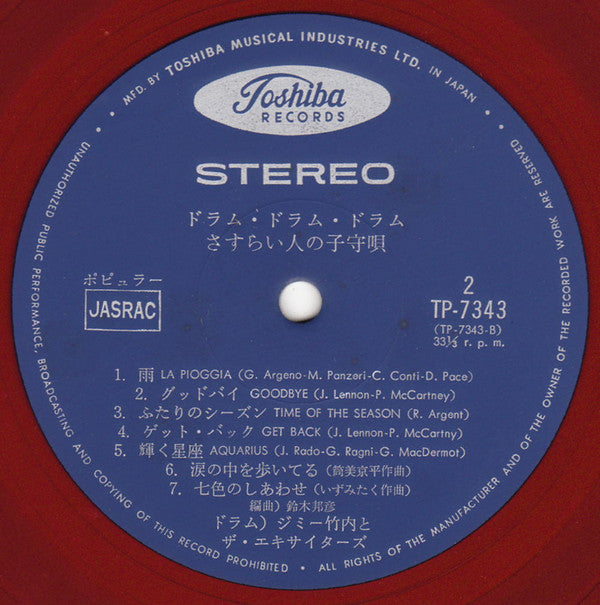 MFD. BY TOSHIBA MUSICAL INDUSTRIES LTD. IN JAPAN
Toshiba
RECORDS
STEREO
ドラム・ドラム・ドラム
さすらい人の子守唄
ポピュラー
JASRAC
2
TP-7343
(TP-7343-B)
33⅓ r. p. m.
1. 雨 LA PIOGGIA (G. Argeno-M. Panzeri-C. Conti-D. Pace)
2. グッドバイ GOODBYE (J. Lennon-P. McCartney)
3. ふたりのシーズン TIME OF THE SEASON (R. Argent)
4. ゲット・バック GET BACK (J. Lennon-P. McCartny)
5. 輝く星座 AQUARIUS (J. Rado-G. Ragni-G. MacDermot)
6. 涙の中を歩いてる (筒美京平作曲)
7. 七色のしあわせ (いずみたく作曲)
編曲) 鈴木邦彦
ドラム) ジミー竹内と
ザ・エキサイターズ
• ALL RIGHTS OF THE MANUFACTURER AND OF THE OWNER OF THE RECORDED WORK ARE RESERVED • UNAUTHORIZED PUBLIC PERFORMANCE, BROADCASTING AND COPYING OF THIS RECORD PROHIBITED